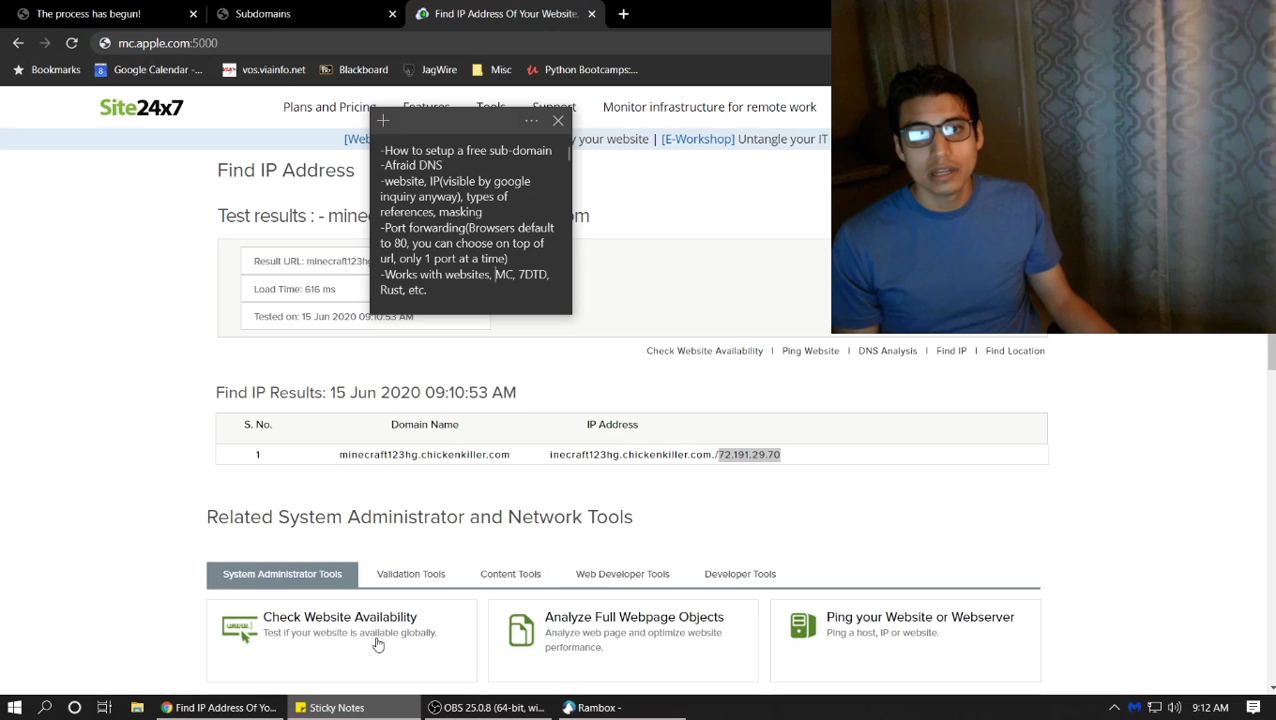 The process has begun!
Subdomains
Find IP Address Of Your Website,
mc.apple.com:5000
Bookmarks
Google Calendar -...
vos.viainfo.net
Blackboard
JagWire
Misc
Python Bootcamps:...
Site24x7
Plans and Pricing
Features
Tools
Support
Monitor infrastructure for remote work
your website | [E-Workshop] Untangle your IT
-How to setup a free sub-domain
-Afraid DNS
-website, IP(visible by google
inquiry anyway), types of
references, masking
-Port forwarding(Browsers default
to 80, you can choose on top of
url, only 1 port at a time)
-Works with websites, MC, 7DTD,
Rust, etc.
Find IP Address
Test results : - mine
om
Result URL: minecraft123hg
Load Time: 616 ms
Tested on: 15 Jun 2020 09:10:53 AM
Check Website Availability | Ping Website | DNS Analysis | Find IP | Find Location
Find IP Results: 15 Jun 2020 09:10:53 AM
S. No. Domain Name IP Address
1 minecraft123hg.chickenkiller.com inecraft123hg.chickenkiller.com./72.191.29.70
Related System Administrator and Network Tools
System Administrator Tools
Validation Tools
Content Tools
Web Developer Tools
Developer Tools
Check Website Availability
Test if your website is available globally.
Analyze Full Webpage Objects
Analyze web page and optimize website
performance.
Ping your Website or Webserver
Ping a host, IP or website.
Find IP Address Of Yo...
Sticky Notes
OBS 25.0.8 (64-bit, wi...
Rambox -
9:12 AM